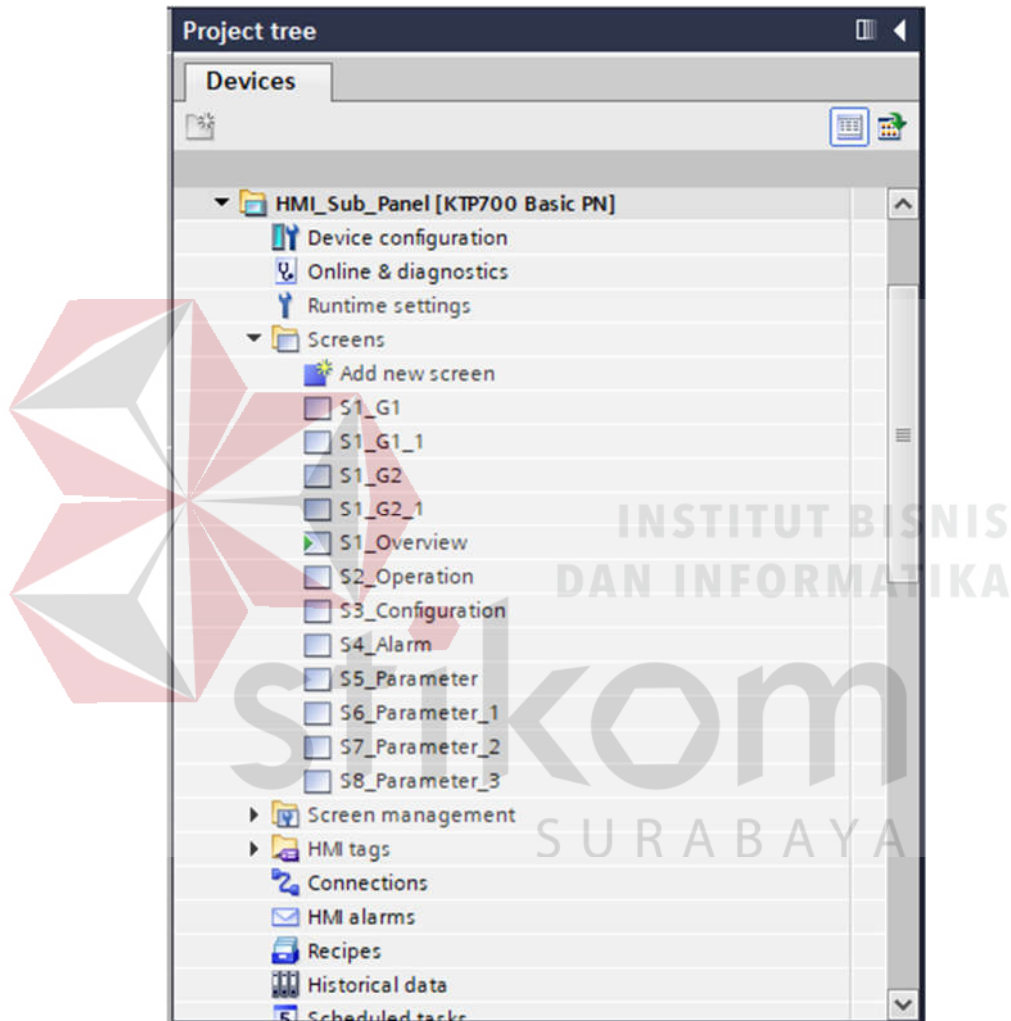 Project tree
Devices
HMI_Sub_Panel [KTP700 Basic PN]
Device configuration
Online & diagnostics
Runtime settings
Screens
Add new screen
S1_G1
S1_G1_1
S1_G2
S1_G2_1
S1_Overview
S2_Operation
S3_Configuration
S4_Alarm
S5_Parameter
S6_Parameter_1
S7_Parameter_2
S8_Parameter_3
Screen management
HMI tags
Connections
HMI alarms
Recipes
Historical data
Scheduled tasks
INSTITUT BISNIS
DAN INFORMATIKA
stikom
SURABAYA